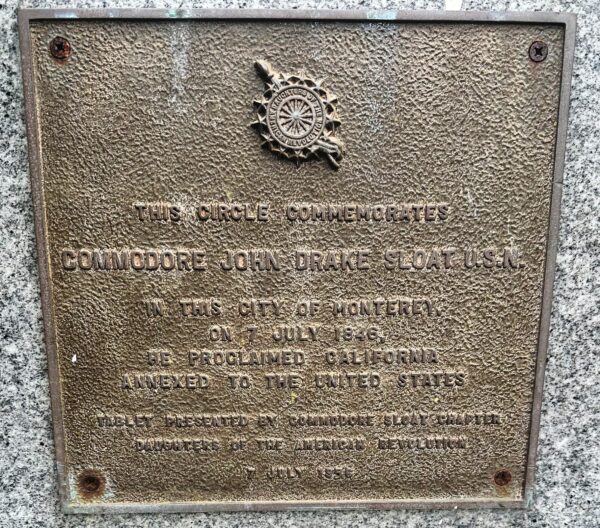 THIS CIRCLE COMMEMORATES
COMMODORE JOHN DRAKE SLOAT U.S.N.
IN THIS CITY OF MONTEREY,
ON 7 JULY 1846,
HE PROCLAIMED CALIFORNIA
ANNEXED TO THE UNITED STATES
TABLET PRESENTED BY COMMODORE SLOAT CHAPTER
DAUGHTERS OF THE AMERICAN REVOLUTION
7 JULY